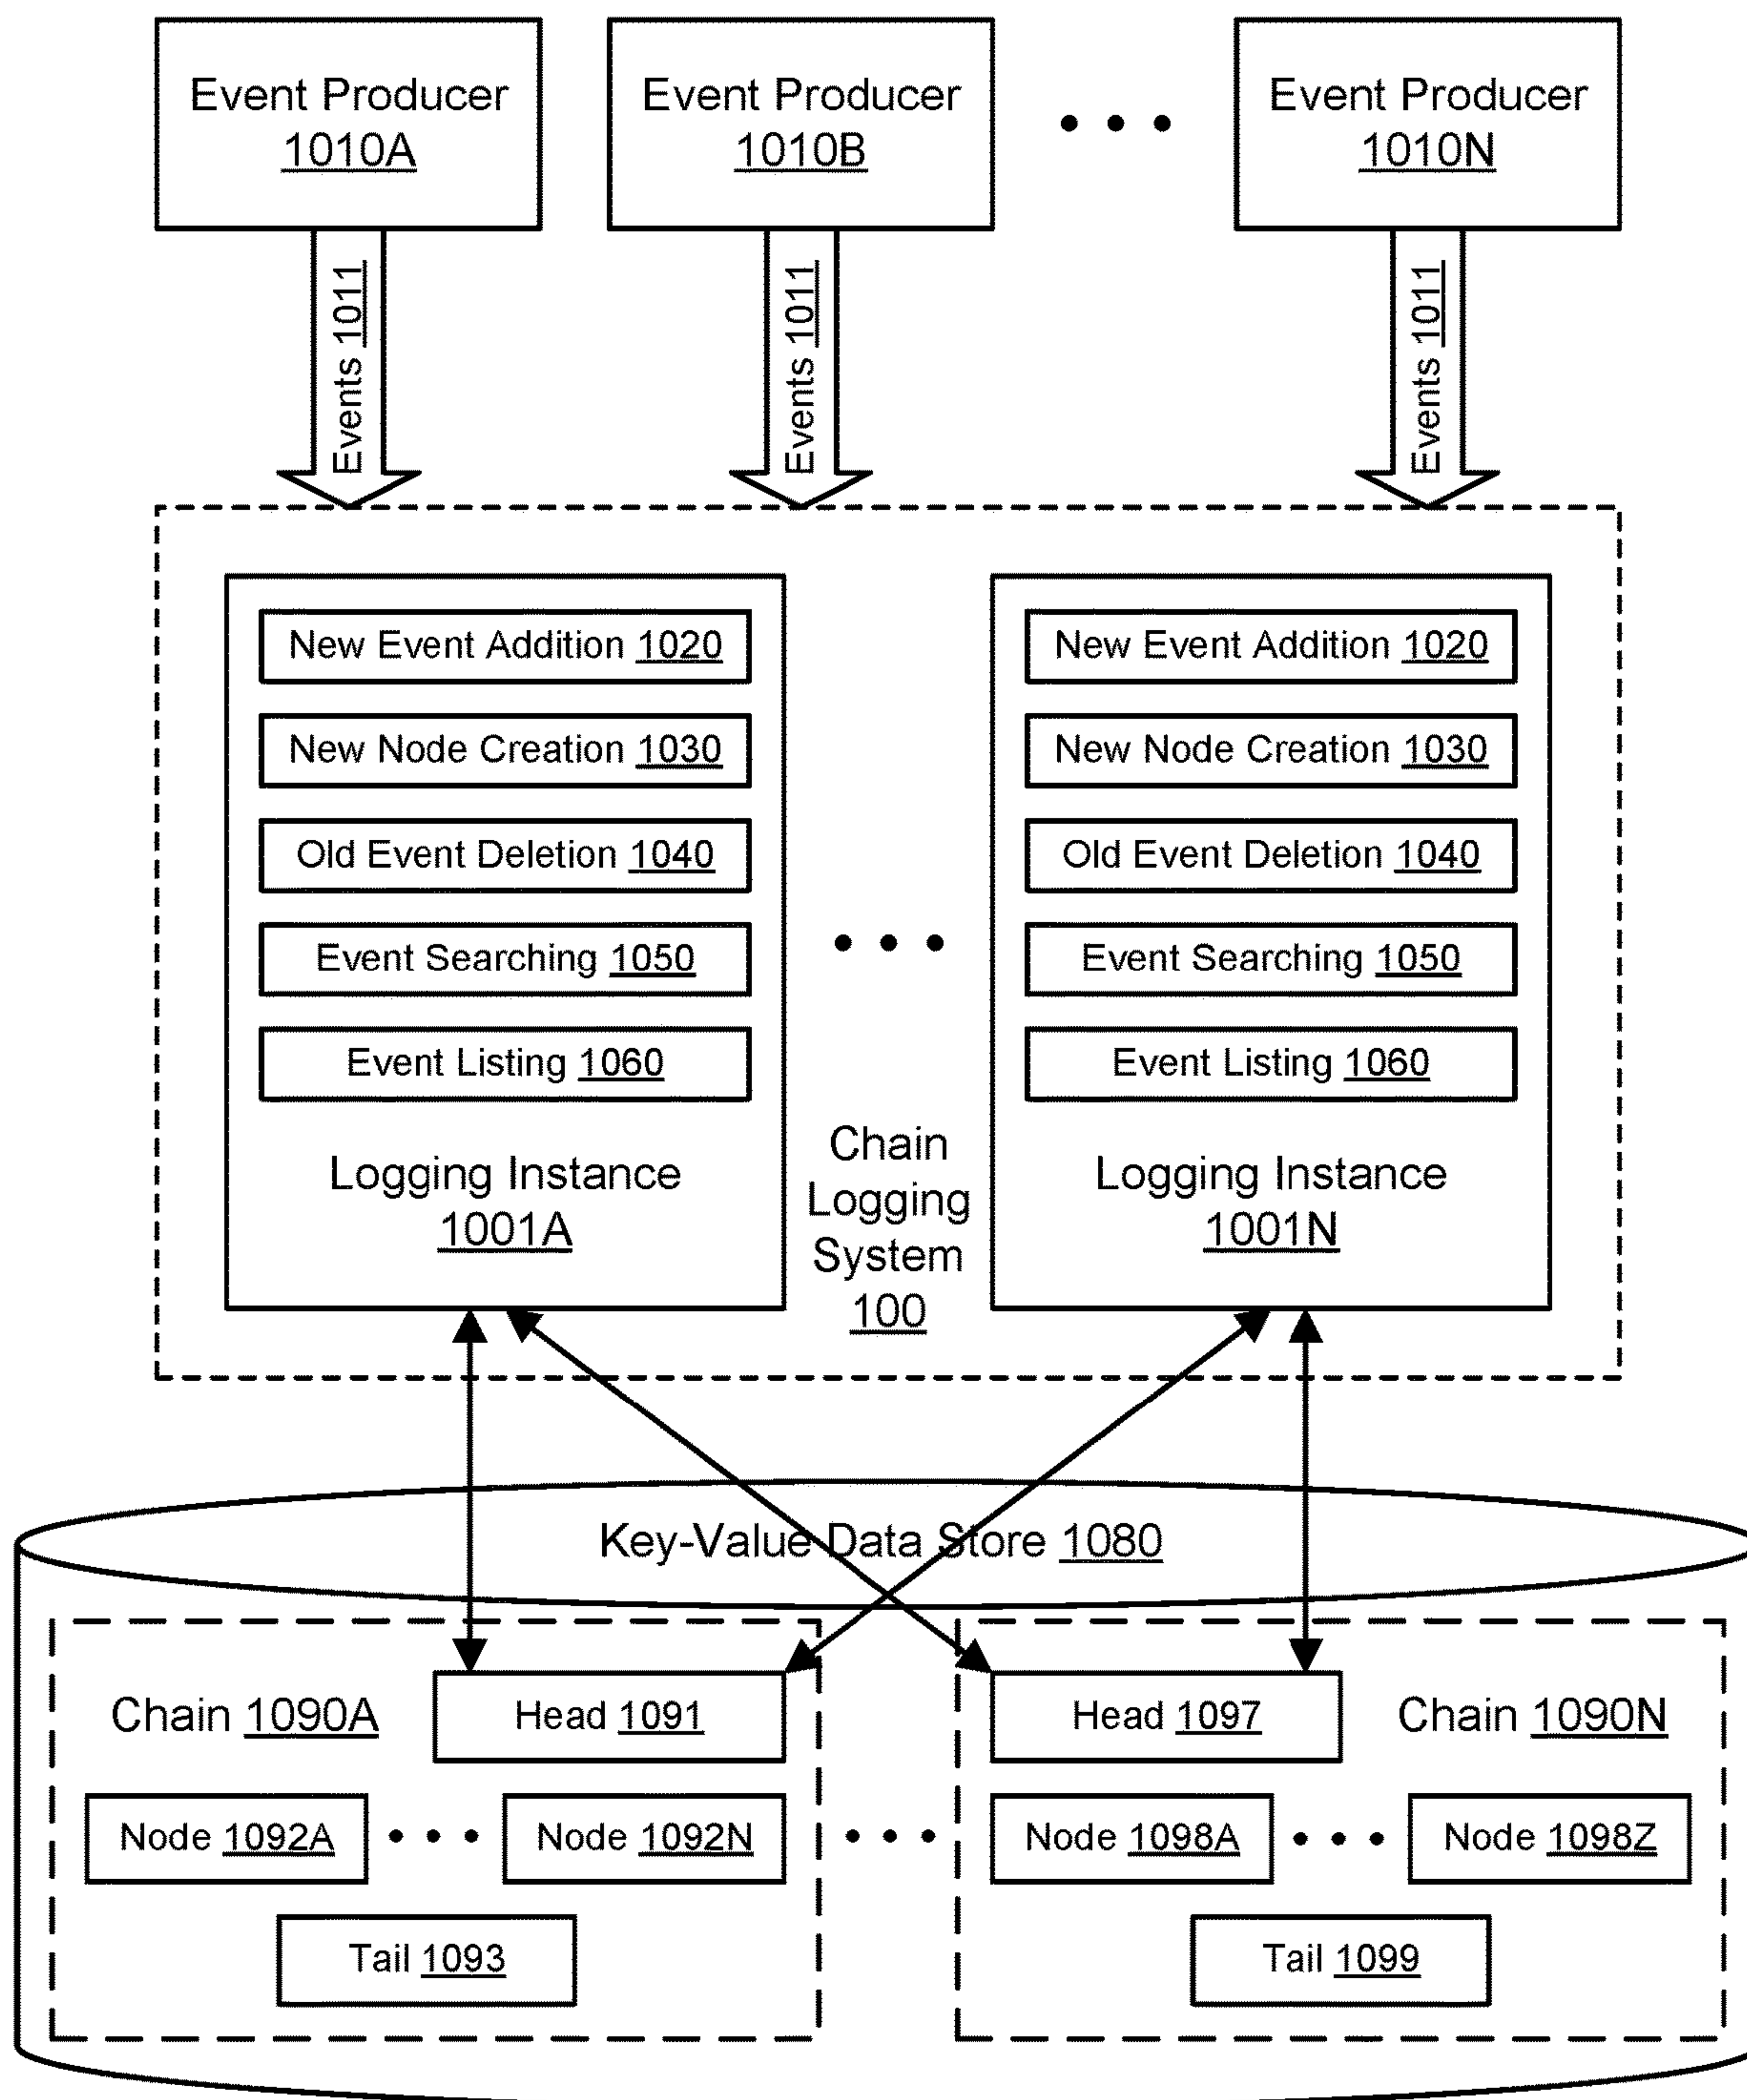 Event Producer
1010A
Event Producer
1010B
Event Producer
1010N
Events 1011
Events 1011
Events 1011
New Event Addition 1020
New Node Creation 1030
Old Event Deletion 1040
Event Searching 1050
Event Listing 1060
Logging Instance
1001A
Chain
Logging
System
100
New Event Addition 1020
New Node Creation 1030
Old Event Deletion 1040
Event Searching 1050
Event Listing 1060
Logging Instance
1001N
Key-Value Data Store 1080
Chain 1090A
Head 1091
Node 1092A
Node 1092N
Tail 1093
Head 1097
Chain 1090N
Node 1098A
Node 1098Z
Tail 1099